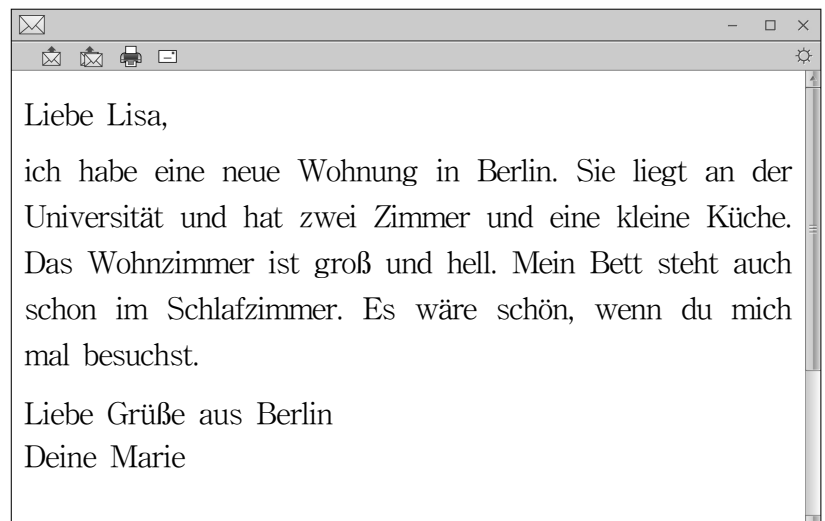 Liebe Lisa,
ich habe eine neue Wohnung in Berlin. Sie liegt an der
Universität und hat zwei Zimmer und eine kleine Küche.
Das Wohnzimmer ist groß und hell. Mein Bett steht auch
schon im Schlafzimmer. Es wäre schön, wenn du mich
mal besuchst.
Liebe Grüße aus Berlin
Deine Marie